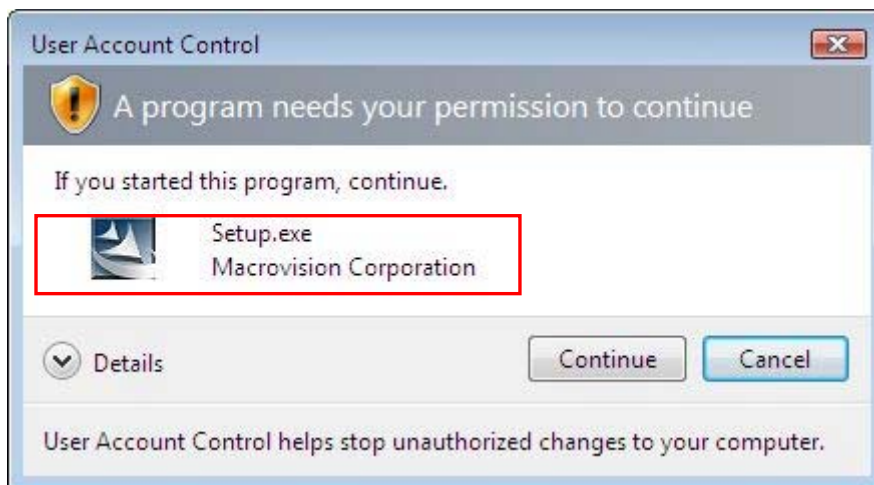 User Account Control
A program needs your permission to continue
If you started this program, continue.
Setup.exe
Macrovision Corporation
Details
Continue
Cancel
User Account Control helps stop unauthorized changes to your computer.